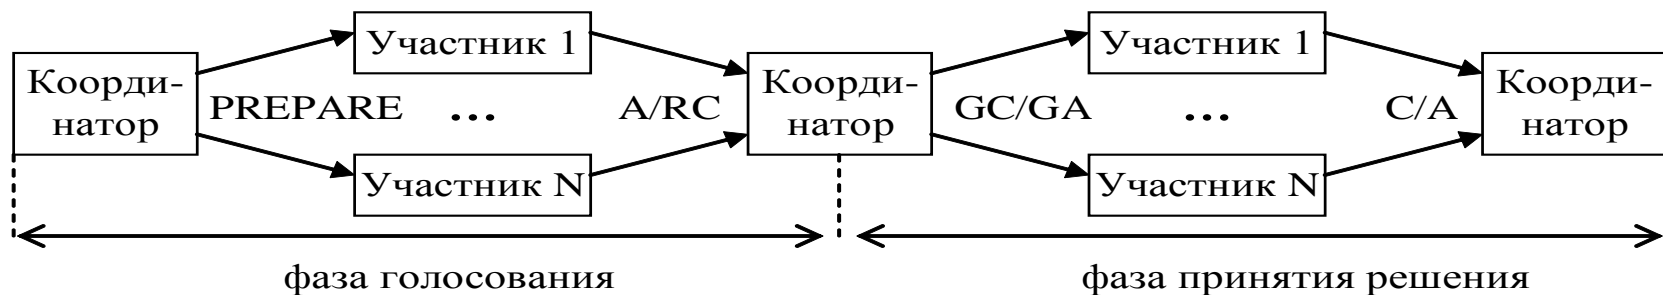 Участник 1
Участник 1
Коорди-
натор
PREPARE
...
A/RC
Коорди-
натор
GC/GA
...
C/A
Коорди-
натор
Участник N
Участник N
фаза голосования
фаза принятия решения